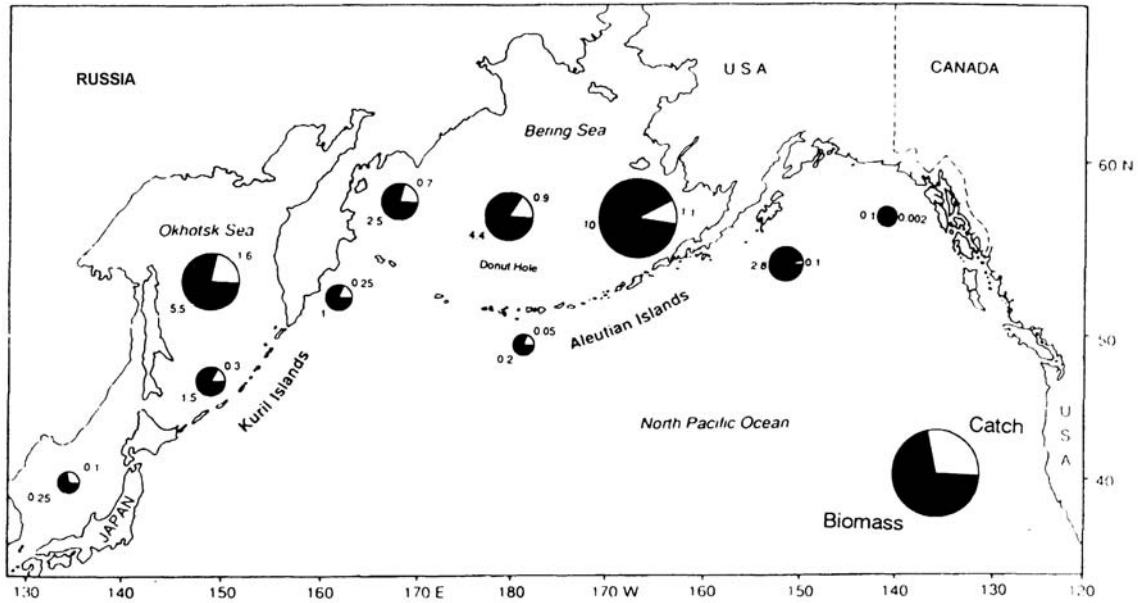 RUSSIA
U S A
CANADA
Bering Sea
60 N
0.7
2.5
0.9
4.4
1.1
10
0.1
0.002
Okhotsk Sea
1 6
5.5
Donut Hole
2.8
0.1
0.25
1
Aleutian Islands
0.05
0.2
50
0.3
1.5
Kuril Islands
North Pacific Ocean
Catch
U S A
0.1
0 25
40
JAPAN
Biomass
130
140
150
160
170 E
180
170 W
160
150
140
130
120